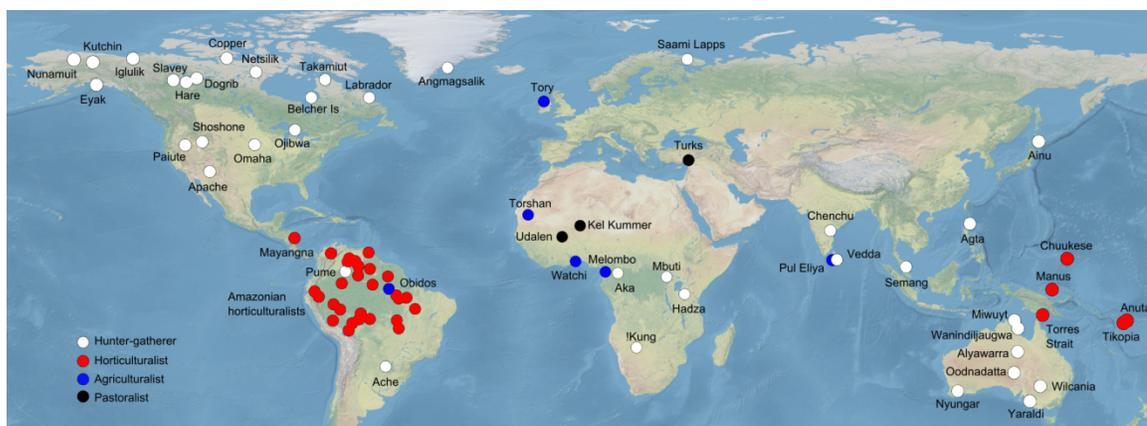 Kutchin
Copper
Netsilik
Saami Lapps
Nunamuit
Iglulik
Slavey
Dogrib
Takamiut
Labrador
Angmagsalik
Hare
Eyak
Belcher Is
Tory
Shoshone
Ojibwa
Paiute
Omaha
Turks
Ainu
Apache
Torshan
Kel Kummer
Udalen
Chenchu
Agta
Mayangna
Pume
Obidos
Melombo
Watchi
Aka
Mbuti
Hadza
Pul Eliya
Vedda
Semang
Chuukese
Manus
Amazonian
horticulturalists
!Kung
Miwuyt
Wanindiljaugwa
Torres
Strait
Anuta
Tikopia
Alyawarra
Oodnadatta
Wilcania
Nyungar
Yaraldi
Ache
Hunter-gatherer
Horticulturalist
Agriculturalist
Pastoralist